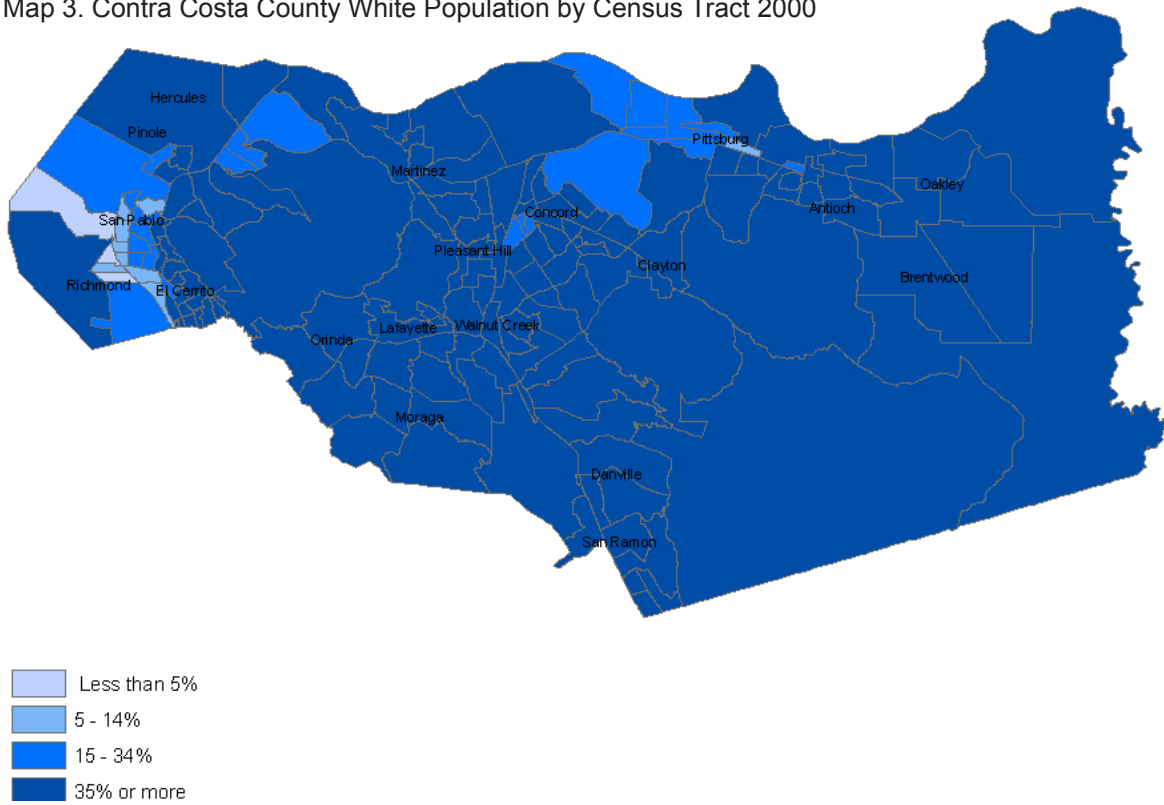 Map 3. Contra Costa County White Population by Census Tract 2000
Hercules
Pinole
Pittsburg
Martinez
Oakley
Antioch
San Pablo
Concord
Pleasant Hill
Clayton
Brentwood
Richmond
El Cerrito
Orinda
Lafayette
Walnut Creek
Moraga
Danville
San Ramon
Less than 5%
5 - 14%
15 - 34%
35% or more